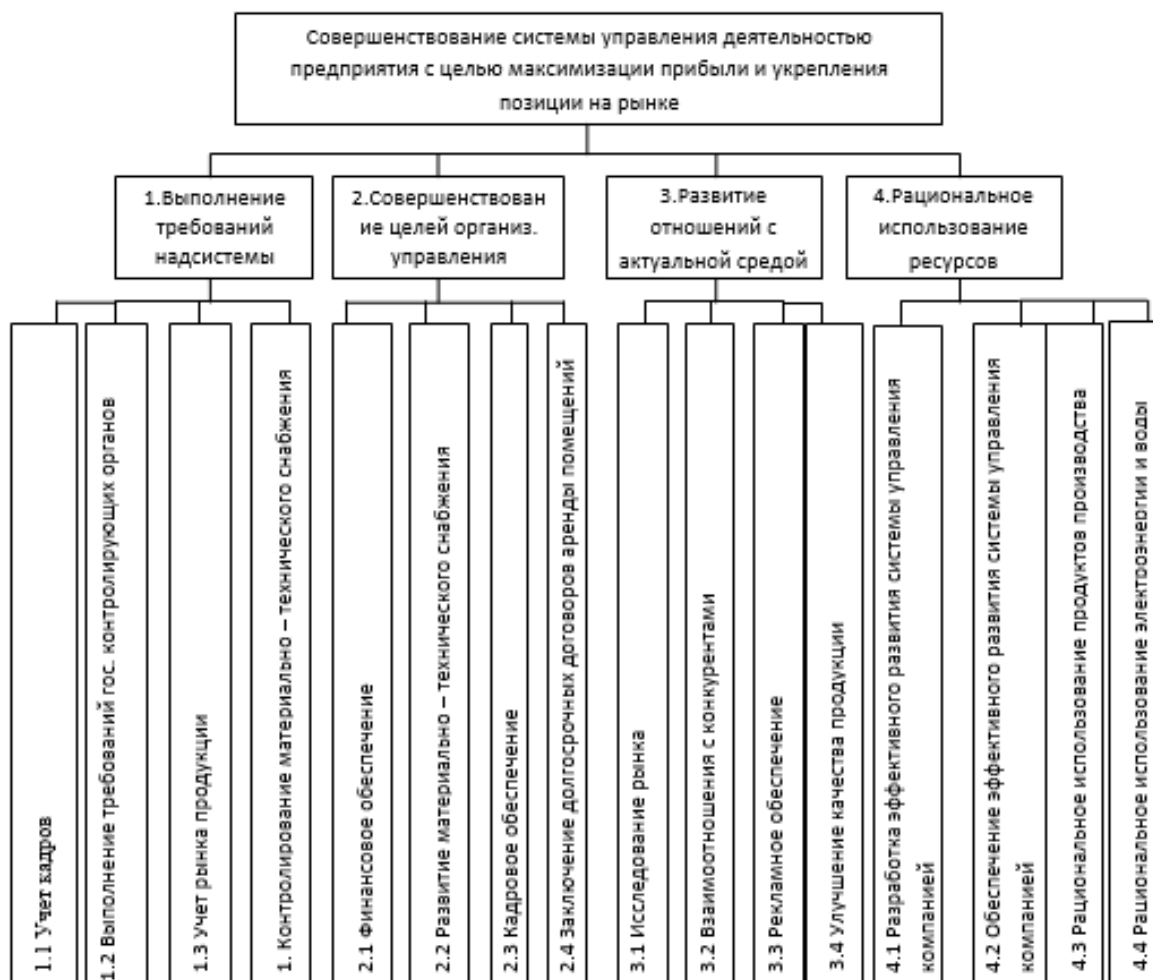 Совершенствование системы управления деятельностью
предприятия с целью максимизации прибыли и укрепления
позиции на рынке
1.Выполнение
требований
надсистемы
2.Совершенствован
ие целей организ.
управления
3.Развитие
отношений с
актуальной средой
4.Рациональное
использование
ресурсов
1.1 Учет кадров
1.2 Выполнение требований гос. контролирующих органов
1.3 Учет рынка продукции
1. Контролирование материально – технического снабжения
2.1 Финансовое обеспечение
2.2 Развитие материально – технического снабжения
2.3 Кадровое обеспечение
2.4 Заключение долгосрочных договоров аренды помещений
3.1 Исследование рынка
3.2 Взаимоотношения с конкурентами
3.3 Рекламное обеспечение
3.4 Улучшение качества продукции
4.1 Разработка эффективного развития системы управления
компанией
4.2 Обеспечение эффективного развития системы управления
компанией
4.3 Рациональное использование продуктов производства
4.4 Рациональное использование электроэнегии и воды